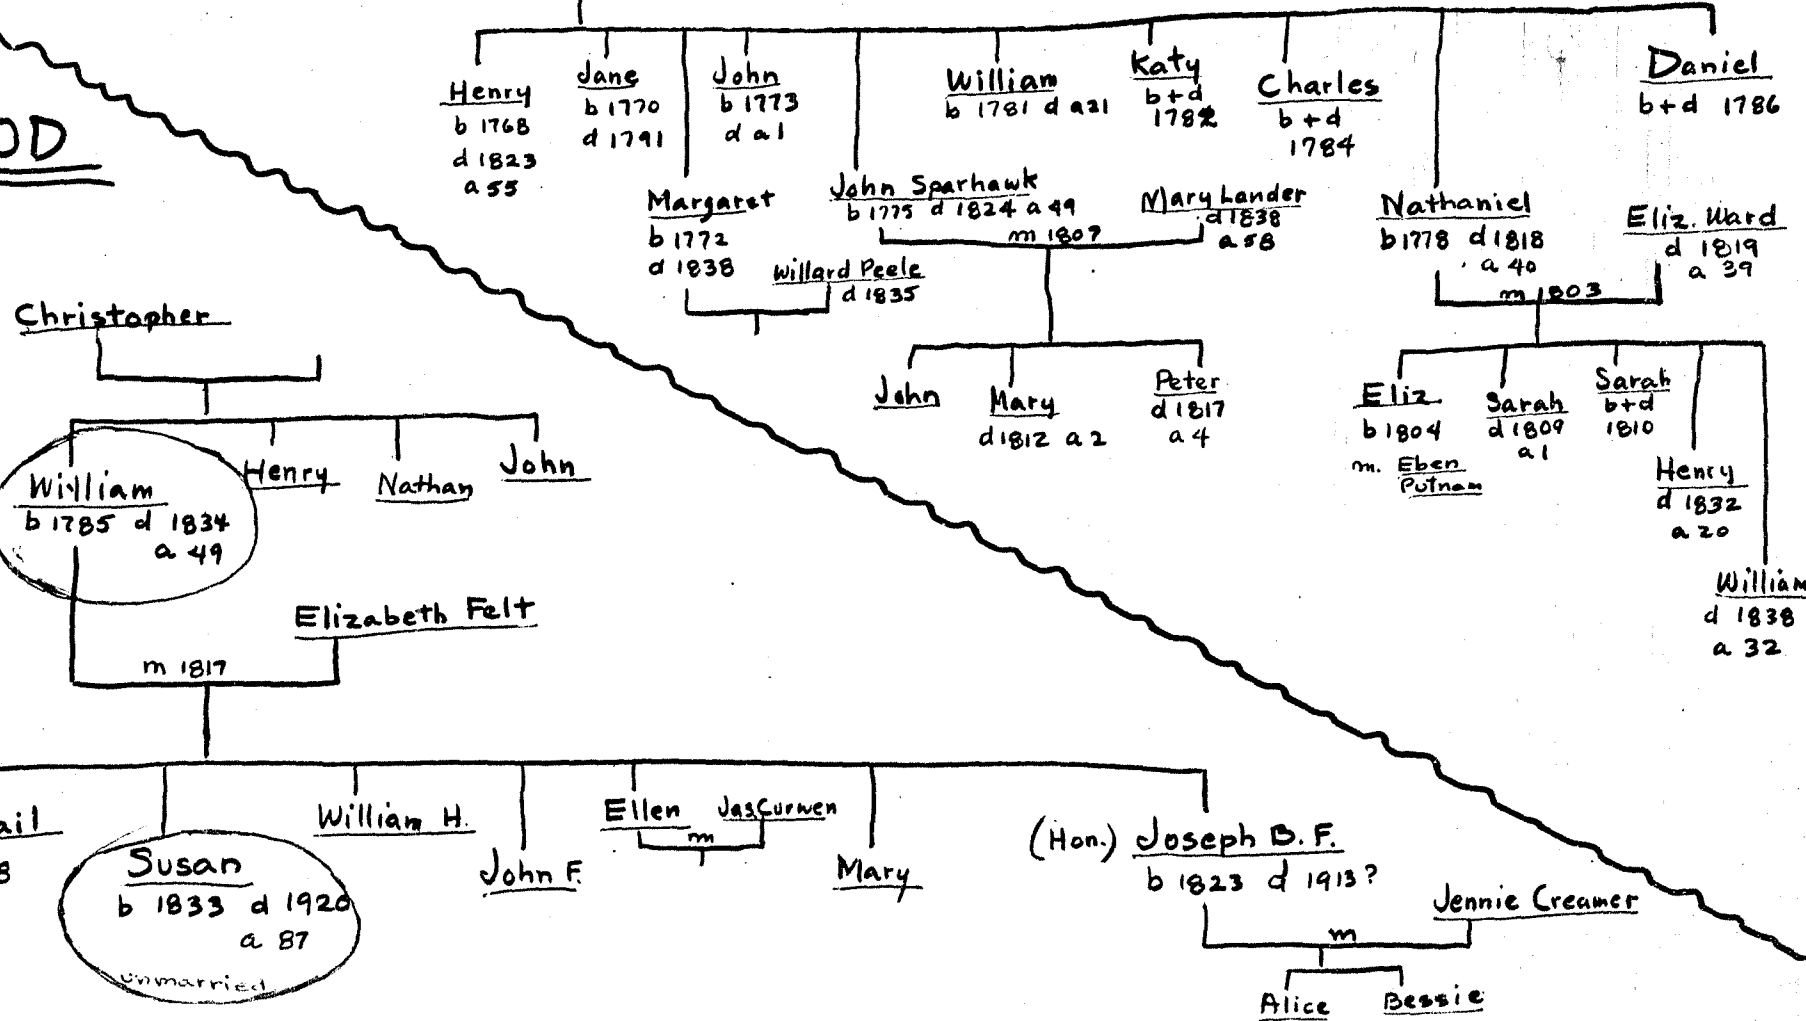 Henry
b 1768
d 1823
a 55
Jane
b 1770
d 1791
John
b 1773
d a 1
William
b 1781 d a 21
Katy
b + d
1782
Charles
b + d
1784
Daniel
b + d 1786
Margaret
b 1772
d 1838
Willard Peele
d 1835
John Sparhawk
b 1775 d 1824 a 49
m 1807
Mary Lander
d 1838
a 58
Nathaniel
b 1778 d 1818
a 40
m 1803
Eliz. Ward
d 1819
a 39
John
Mary
d 1812 a 2
Peter
d 1817
a 4
Eliz
b 1804
m. Eben
Putnam
Sarah
d 1809
a 1
Sarah
b + d
1810
Henry
d 1832
a 20
William
d 1838
a 32
OD
Christopher
William
b 1785 d 1834
a 49
Henry
Nathan
John
Elizabeth Felt
m 1817
ail
8
Susan
b 1833 d 1920
a 87
unmarried
William H.
John F.
Ellen
m
Jas Curwen
Mary
(Hon.) Joseph B. F.
b 1823 d 1913?
m
Jennie Creamer
Alice
Bessie